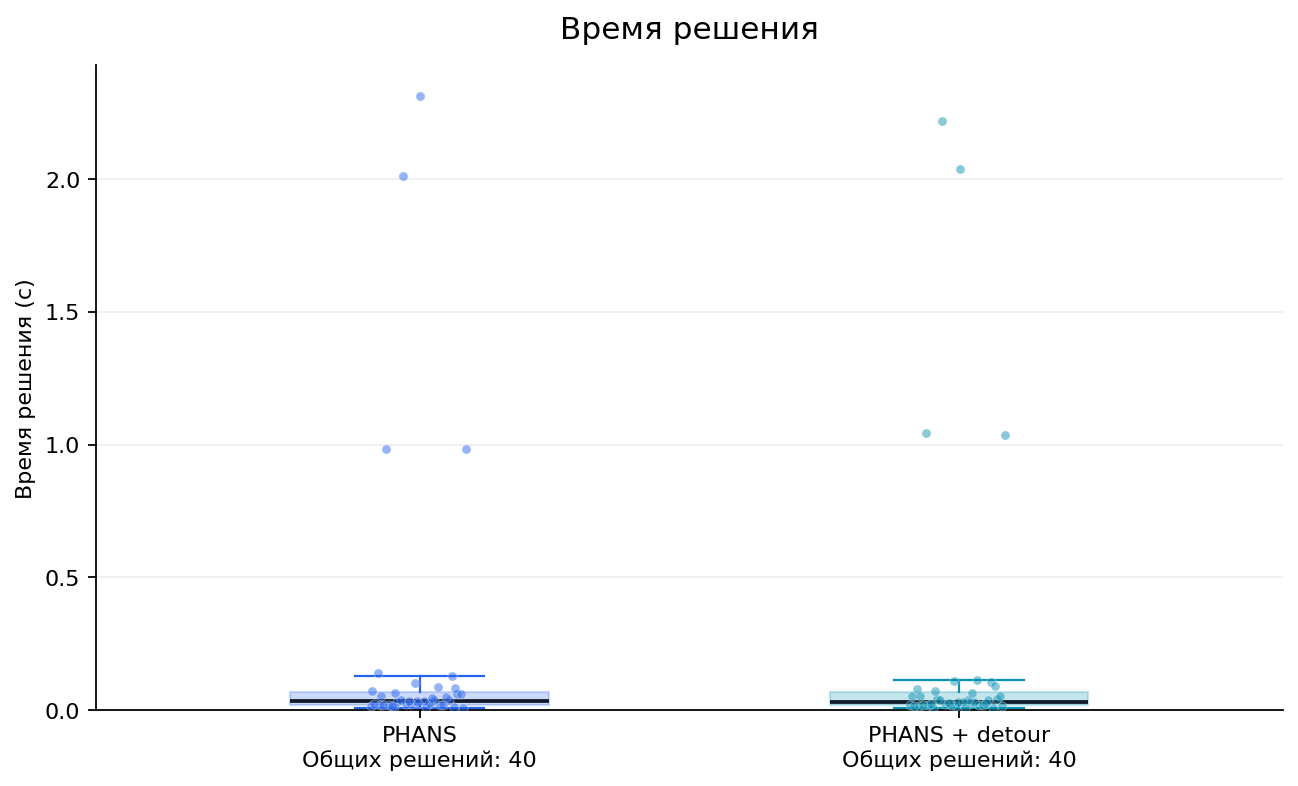 Время решения
Время решения (с)
2.0
1.5
1.0
0.5
0.0
PHANS
Общих решений: 40
PHANS + detour
Общих решений: 40